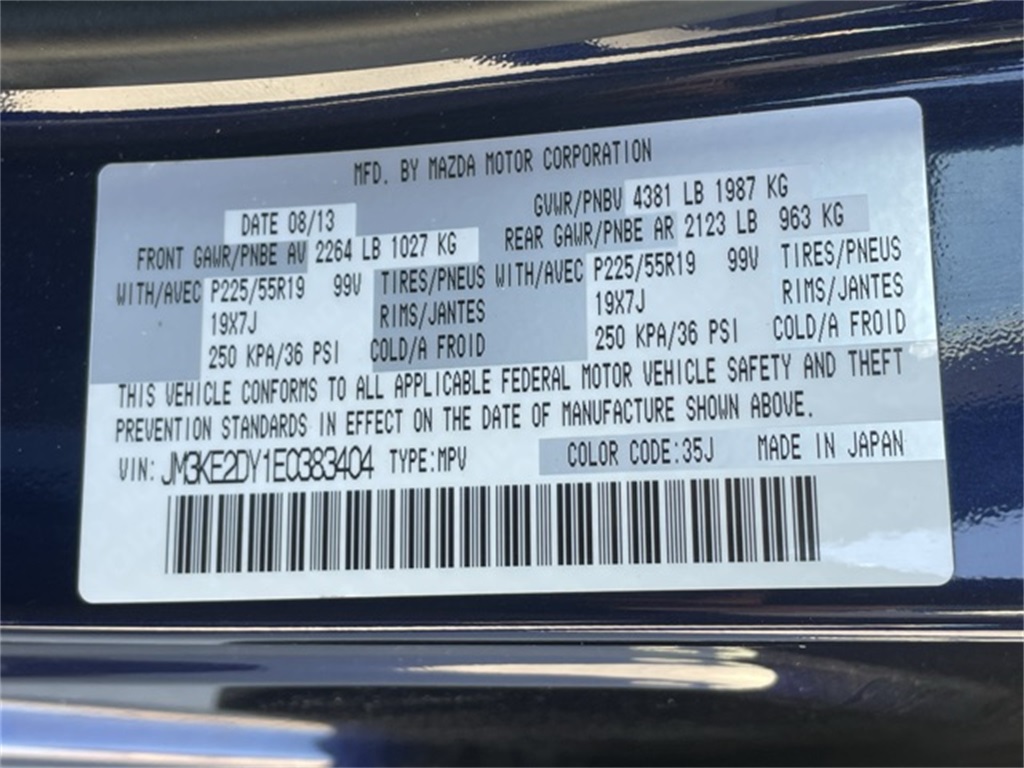 MFD. BY MAZDA MOTOR CORPORATION
DATE 08/13 GVWR/PNBV 4381 LB 1987 KG
FRONT GAWR/PNBE AV 2264 LB 1027 KG REAR GAWR/PNBE AR 2123 LB 963 KG
WITH/AVEC P225/55R19 99V TIRES/PNEUS WITH/AVEC P225/55R19 99V TIRES/PNEUS
19X7J RIMS/JANTES 19X7J RIMS/JANTES
250 KPA/36 PSI COLD/A FROID 250 KPA/36 PSI COLD/A FROID
THIS VEHICLE CONFORMS TO ALL APPLICABLE FEDERAL MOTOR VEHICLE SAFETY AND THEFT
PREVENTION STANDARDS IN EFFECT ON THE DATE OF MANUFACTURE SHOWN ABOVE.
VIN: JM3KE2DY1E0383404 TYPE:MPV COLOR CODE:35J MADE IN JAPAN